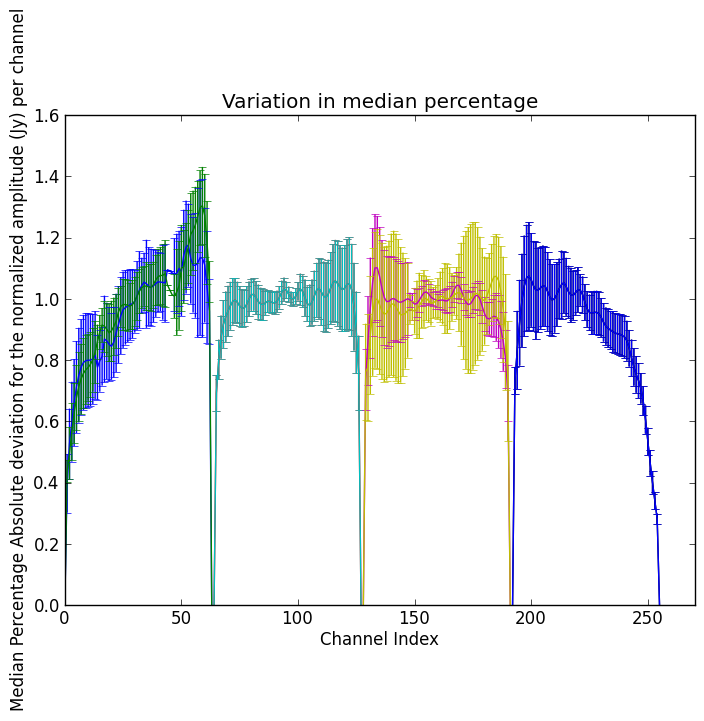 Variation in median percentage
Median Percentage Absolute deviation for the normalized amplitude (Jy) per channel
1.6
1.4
1.2
1.0
0.8
0.6
0.4
0.2
0.0
0 50 100 150 200 250
Channel Index